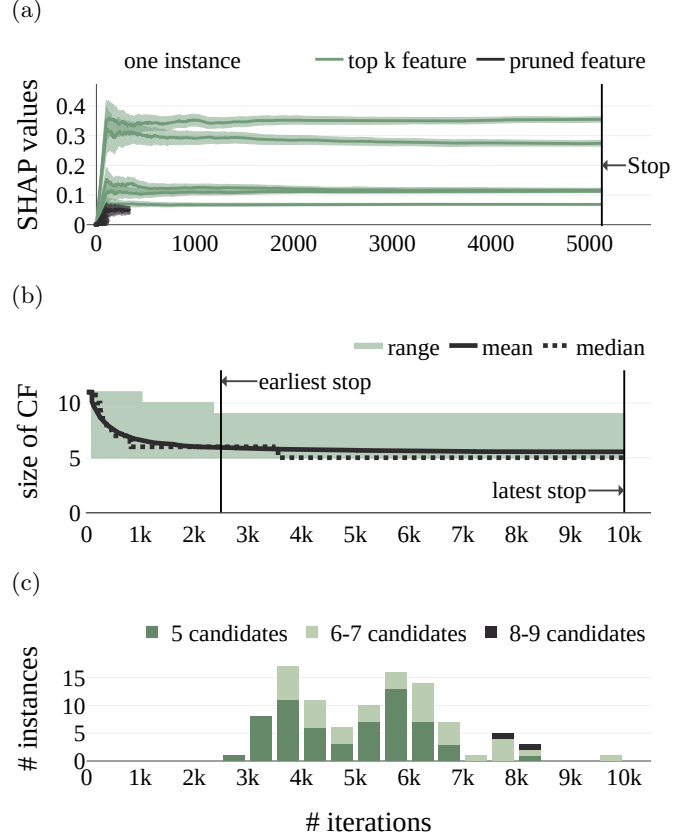 (a)
one instance
top k feature
pruned feature
SHAP values
0.4
0.3
0.2
0.1
0
Stop
0 1000 2000 3000 4000 5000
(b)
range
mean
median
size of CF
10
5
0
earliest stop
latest stop
0 1k 2k 3k 4k 5k 6k 7k 8k 9k 10k
(c)
5 candidates
6-7 candidates
8-9 candidates
# instances
15
10
5
0
0 1k 2k 3k 4k 5k 6k 7k 8k 9k 10k
# iterations